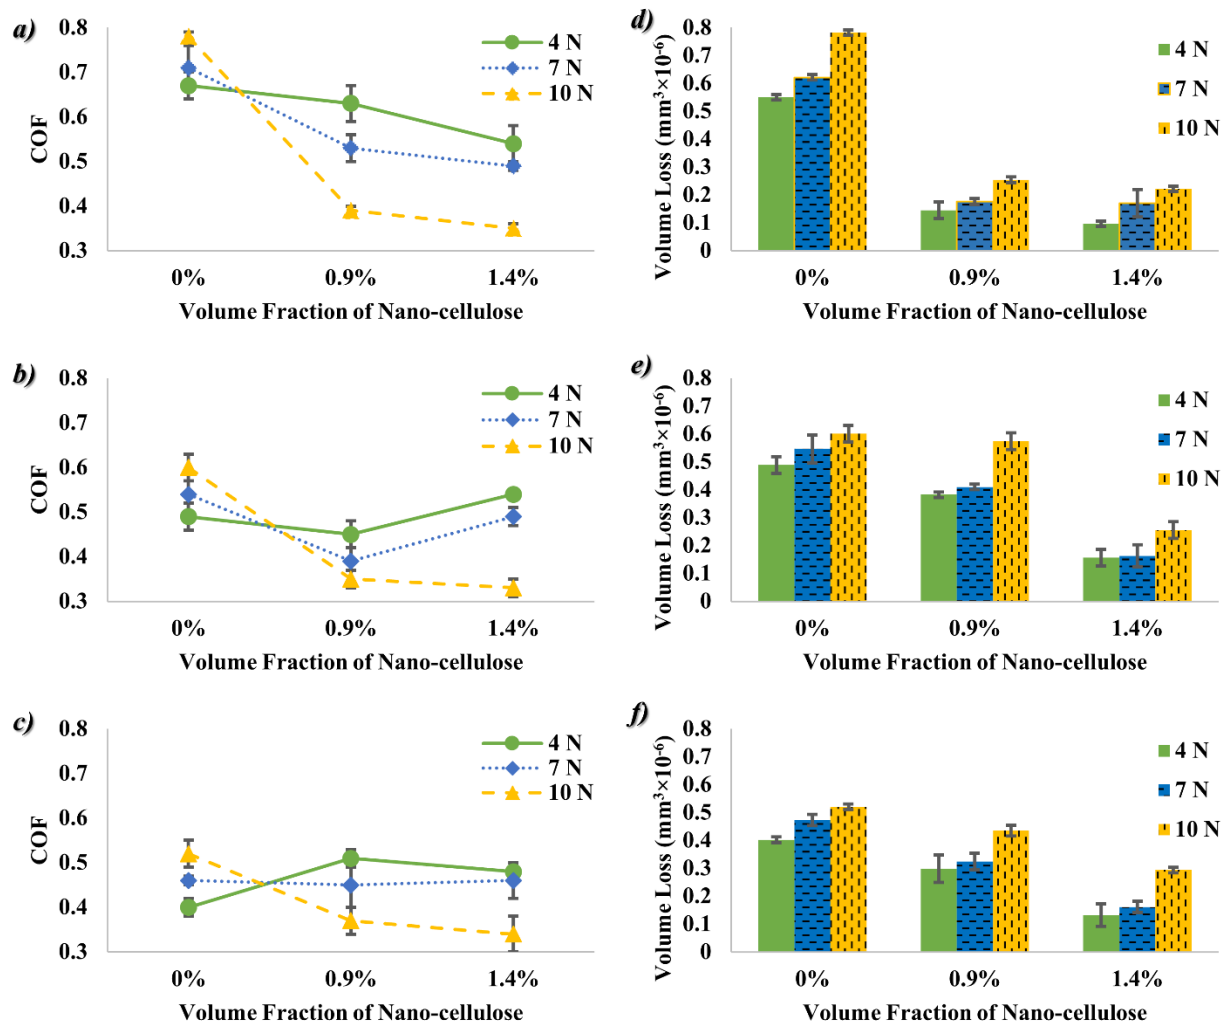 a)
0.8
0.7
0.6
0.5
0.4
0.3
COF
4 N
7 N
10 N
0% 0.9% 1.4%
Volume Fraction of Nano-cellulose
d)
0.8
0.7
0.6
0.5
0.4
0.3
0.2
0.1
0
Volume Loss (mm³×10⁻⁶)
4 N
7 N
10 N
0% 0.9% 1.4%
Volume Fraction of Nano-cellulose
b)
0.8
0.7
0.6
0.5
0.4
0.3
COF
4 N
7 N
10 N
0% 0.9% 1.4%
Volume Fraction of Nano-cellulose
e)
0.8
0.7
0.6
0.5
0.4
0.3
0.2
0.1
0
Volume Loss (mm³×10⁻⁶)
4 N
7 N
10 N
0% 0.9% 1.4%
Volume Fraction of Nano-cellulose
c)
0.8
0.7
0.6
0.5
0.4
0.3
COF
4 N
7 N
10 N
0% 0.9% 1.4%
Volume Fraction of Nano-cellulose
f)
0.8
0.7
0.6
0.5
0.4
0.3
0.2
0.1
0
Volume Loss (mm³×10⁻⁶)
4 N
7 N
10 N
0% 0.9% 1.4%
Volume Fraction of Nano-cellulose